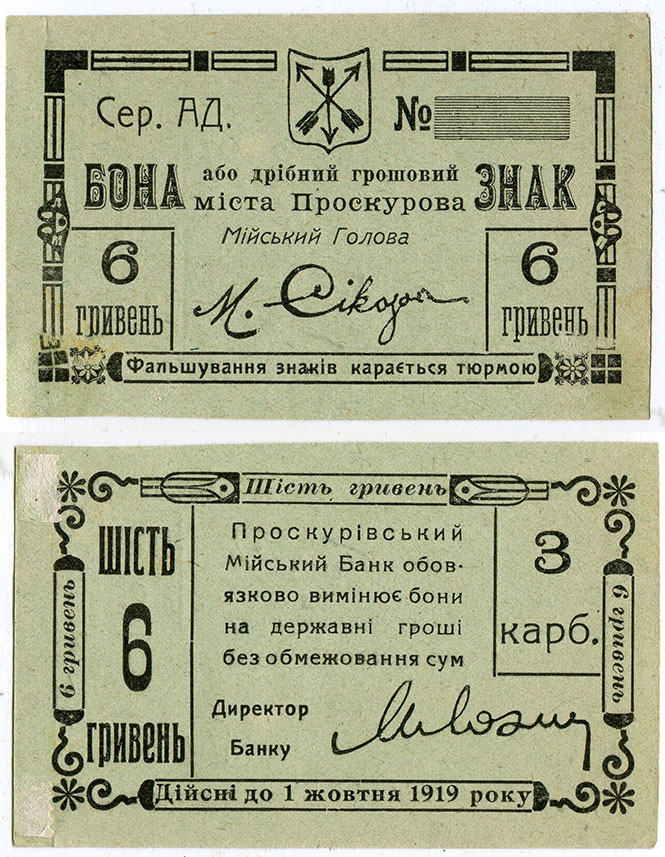 Сер. АД. №
БОНА або дрібний грошовий ЗНАК
міста Проскурова
Мійський Голова
6 гривень
М. Сікора
6 гривень
Фальшування знаків карається тюрмою
Шість гривень
6 гривень
ШІСТЬ
6
гривень
Проскурівський
Мійський Банк обов-
язково вимінює бони
на державні гроші
без обмежовання сум
Директор
Банку
3
карб.
6 гривень
Дійсні до 1 жовтня 1919 року